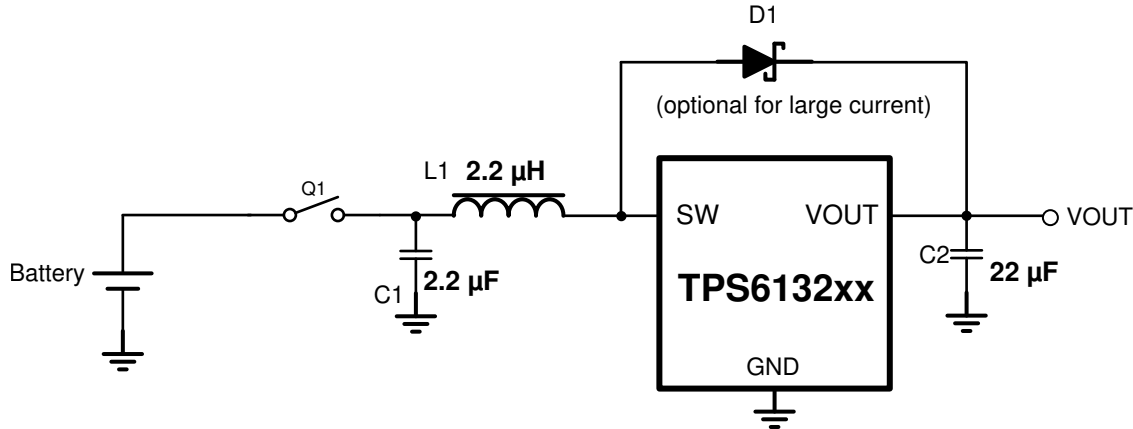 D1
(optional for large current)
L1 2.2 µH
Q1
SW VOUT
VOUT
Battery
C1 2.2 µF
TPS6132xx
C2 22 µF
GND